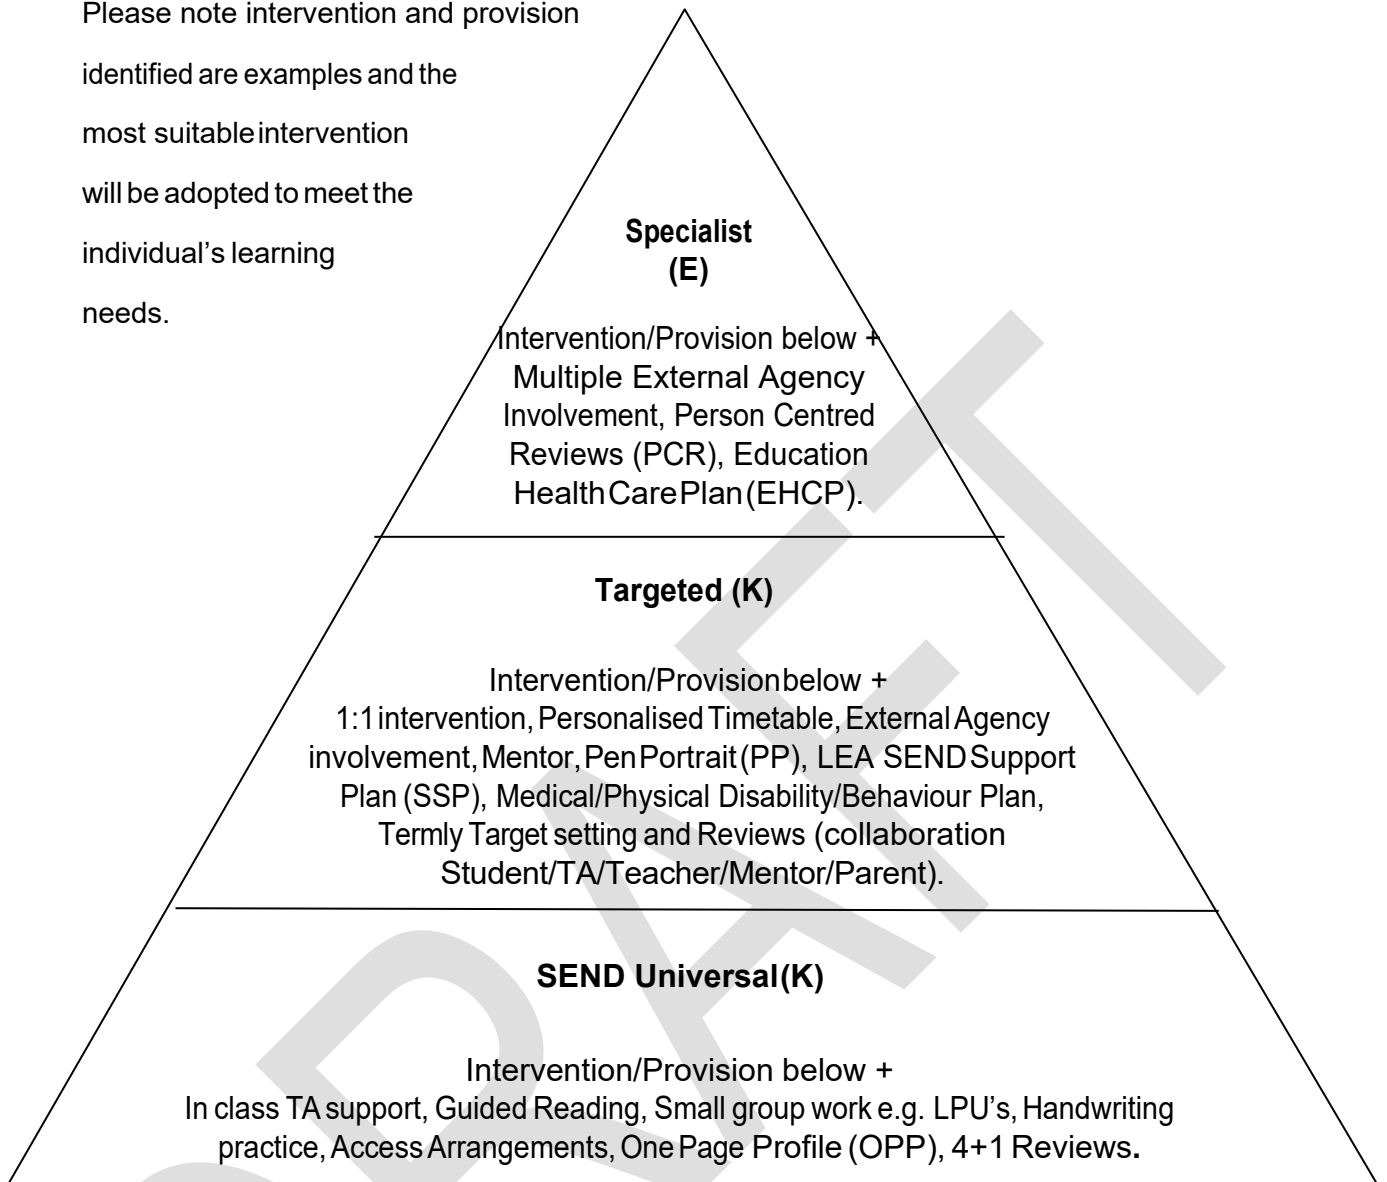 Please note intervention and provision
identified are examples and the
most suitable intervention
will be adopted to meet the
individual’s learning
needs.
Specialist
(E)
Intervention/Provision below +
Multiple External Agency
Involvement, Person Centred
Reviews (PCR), Education
Health Care Plan (EHCP).
Targeted (K)
Intervention/Provision below +
1:1 intervention, Personalised Timetable, External Agency
involvement, Mentor, Pen Portrait (PP), LEA SEND Support
Plan (SSP), Medical/Physical Disability/Behaviour Plan,
Termly Target setting and Reviews (collaboration
Student/TA/Teacher/Mentor/Parent).
SEND Universal (K)
Intervention/Provision below +
In class TA support, Guided Reading, Small group work e.g. LPU’s, Handwriting
practice, Access Arrangements, One Page Profile (OPP), 4+1 Reviews.
DRAFT